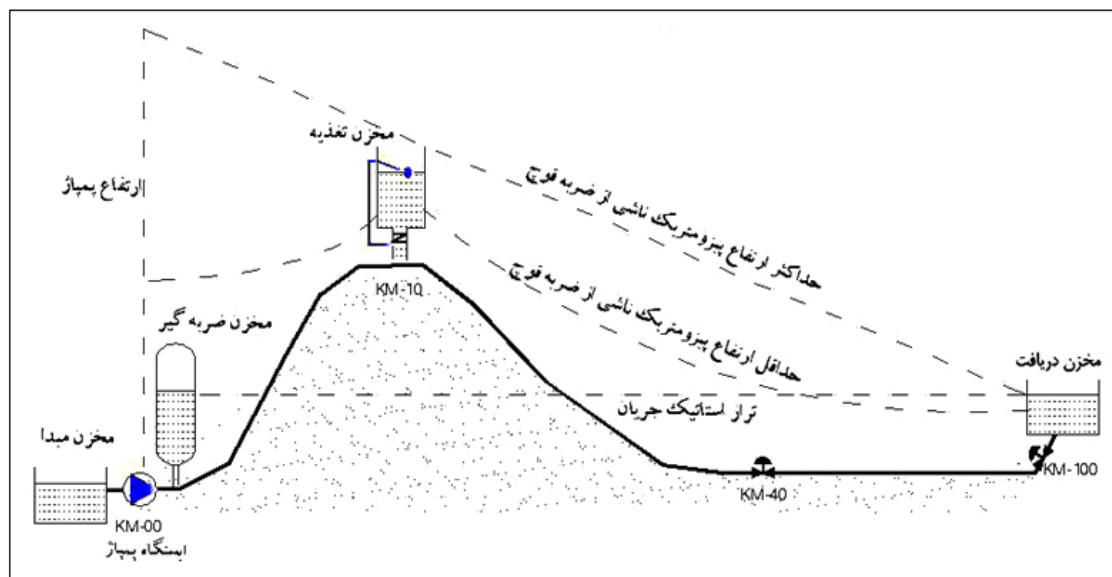 مخزن تغذیه
ارتفاع پمپاژ
حداکثر ارتفاع پیزومتریک ناشی از ضربه قوچ
KM-10
مخزن ضربه گیر
حداقل ارتفاع پیزومتریک ناشی از ضربه قوچ
مخزن دریافت
تراز استاتیک جریان
مخزن مبدا
KM-100
KM-40
KM-00
ایستگاه پمپاژ